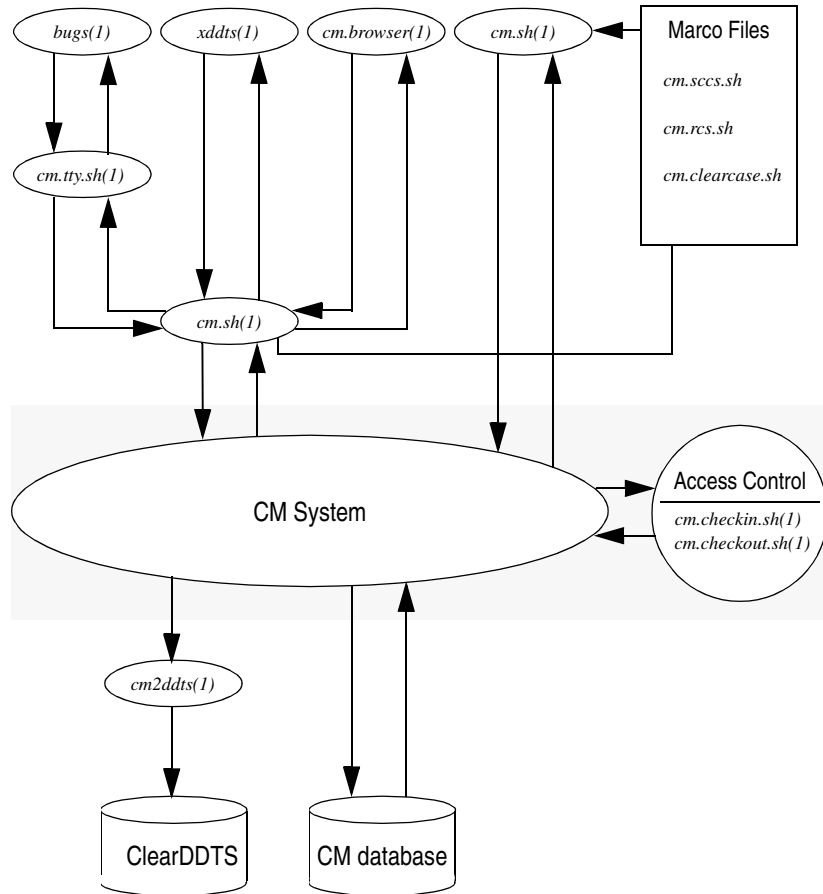 bugs(1)
xddts(1)
cm.browser(1)
cm.sh(1)
Marco Files
cm.sccs.sh
cm.rcs.sh
cm.clearcase.sh
cm.tty.sh(1)
cm.sh(1)
CM System
Access Control
cm.checkin.sh(1)
cm.checkout.sh(1)
cm2ddts(1)
ClearDDTS
CM database